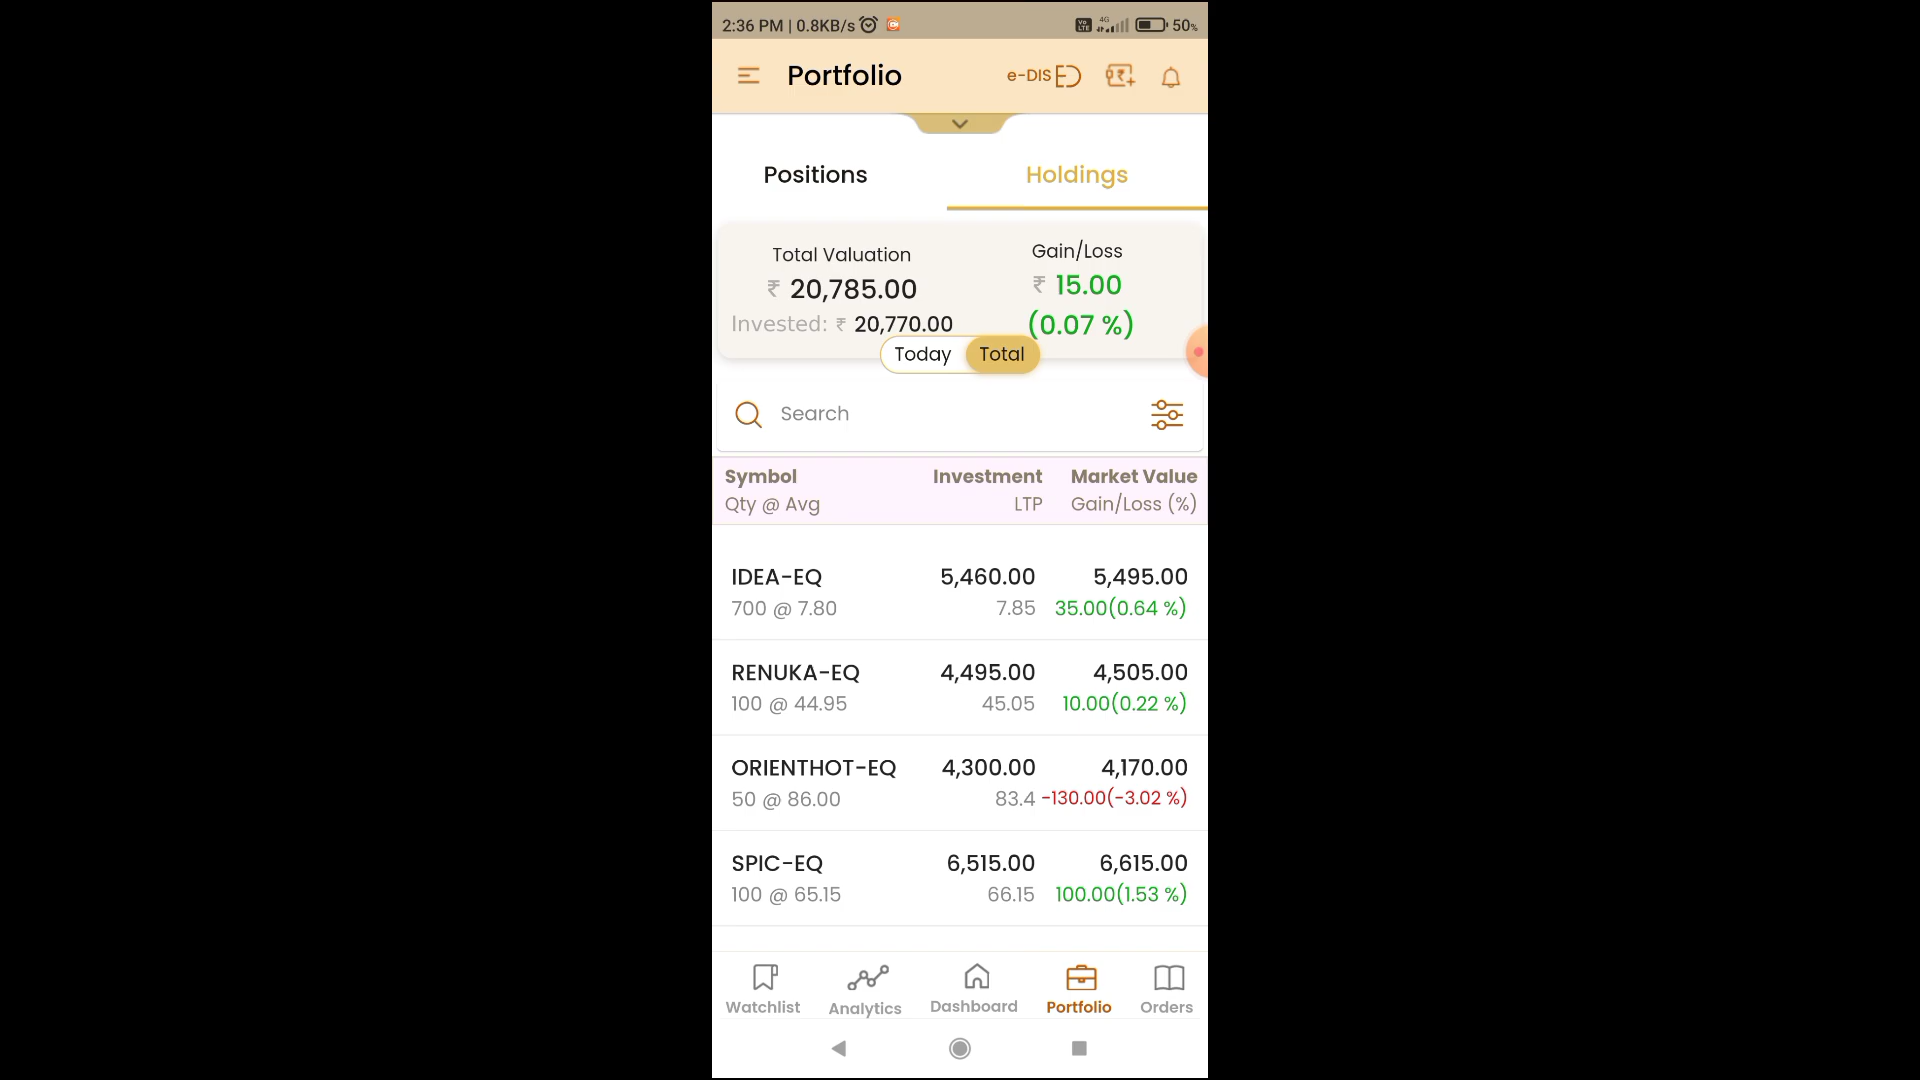 2:36 PM | 0.8KB/s 4G 50%
Vo LTE
Portfolio e-DIS
Positions Holdings
Total Valuation Gain/Loss
₹ 20,785.00 ₹ 15.00
Invested: ₹ 20,770.00 (0.07 %)
Today Total
Search
Symbol Investment Market Value
Qty @ Avg LTP Gain/Loss (%)
IDEA-EQ 5,460.00 5,495.00
700 @ 7.80 7.85 35.00(0.64 %)
RENUKA-EQ 4,495.00 4,505.00
100 @ 44.95 45.05 10.00(0.22 %)
ORIENTHOT-EQ 4,300.00 4,170.00
50 @ 86.00 83.4 -130.00(-3.02 %)
SPIC-EQ 6,515.00 6,615.00
100 @ 65.15 66.15 100.00(1.53 %)
Watchlist Analytics Dashboard Portfolio Orders